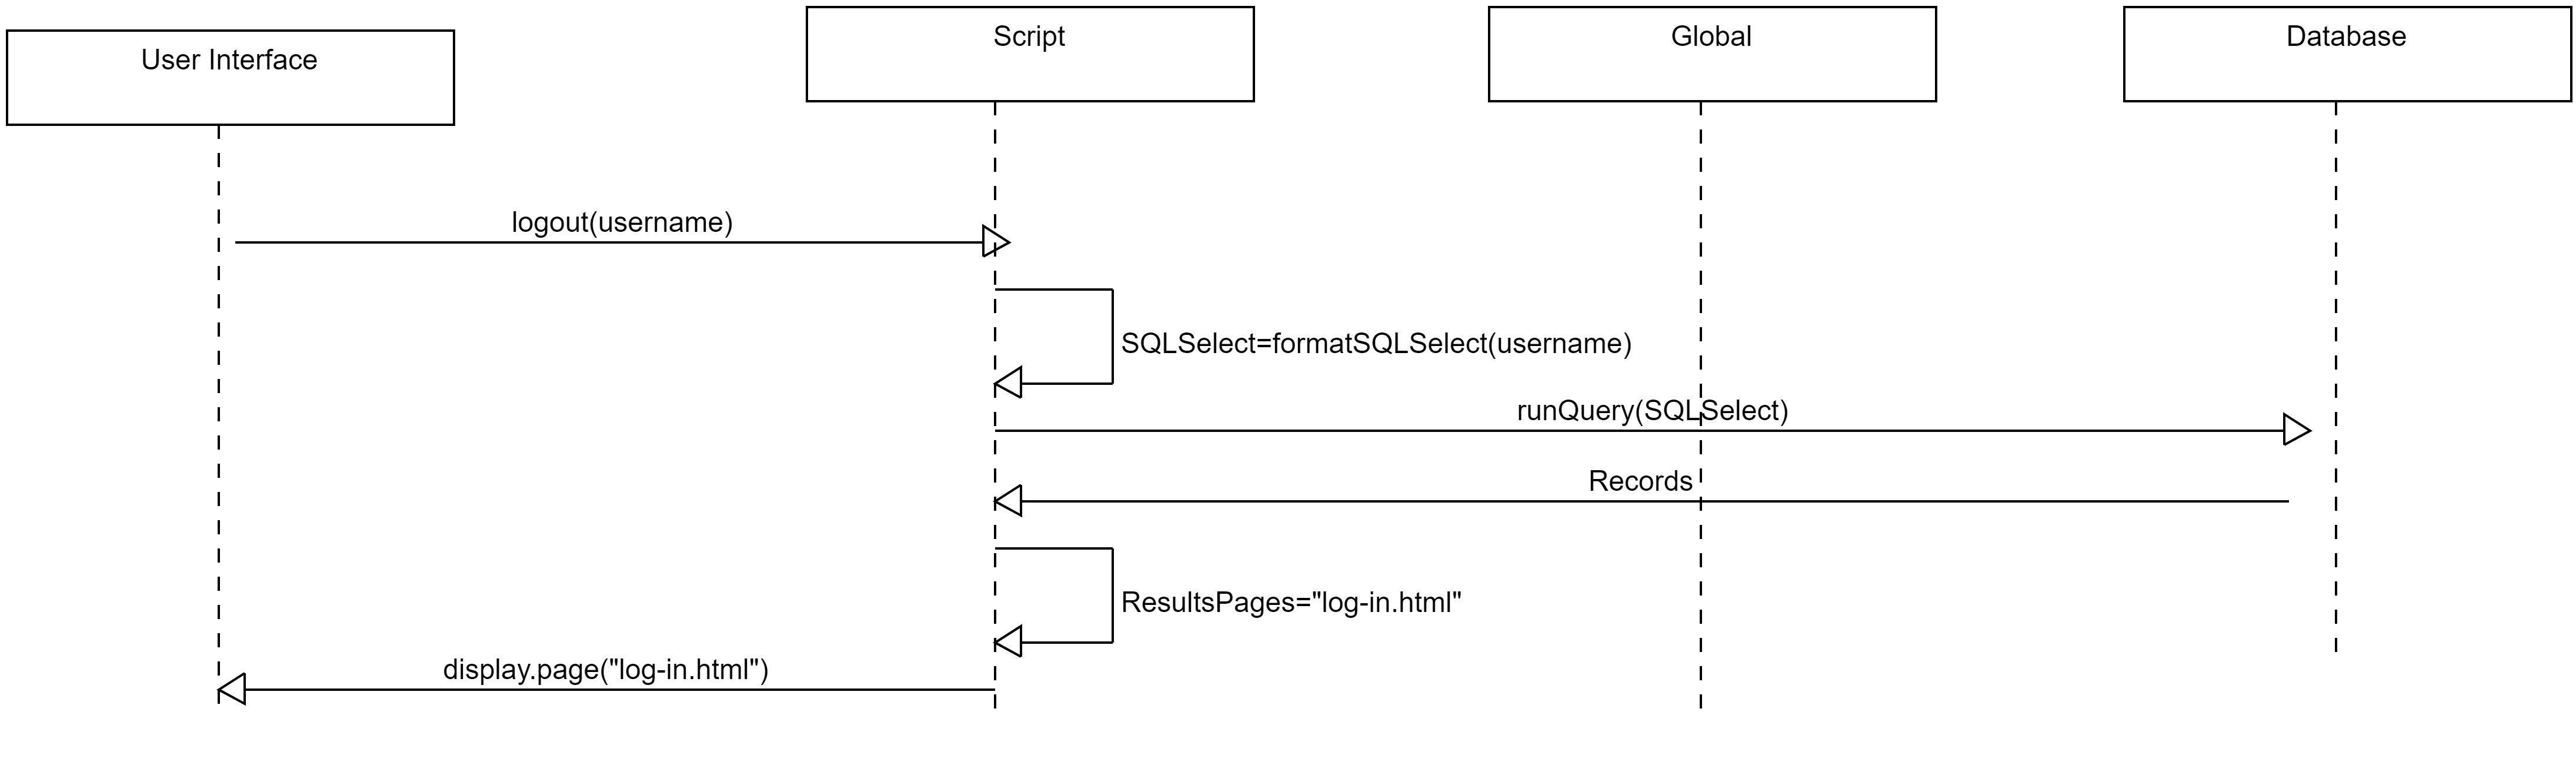 User Interface
Script
Global
Database
logout(username)
SQLSelect=formatSQLSelect(username)
runQuery(SQLSelect)
Records
ResultsPages="log-in.html"
display.page("log-in.html")